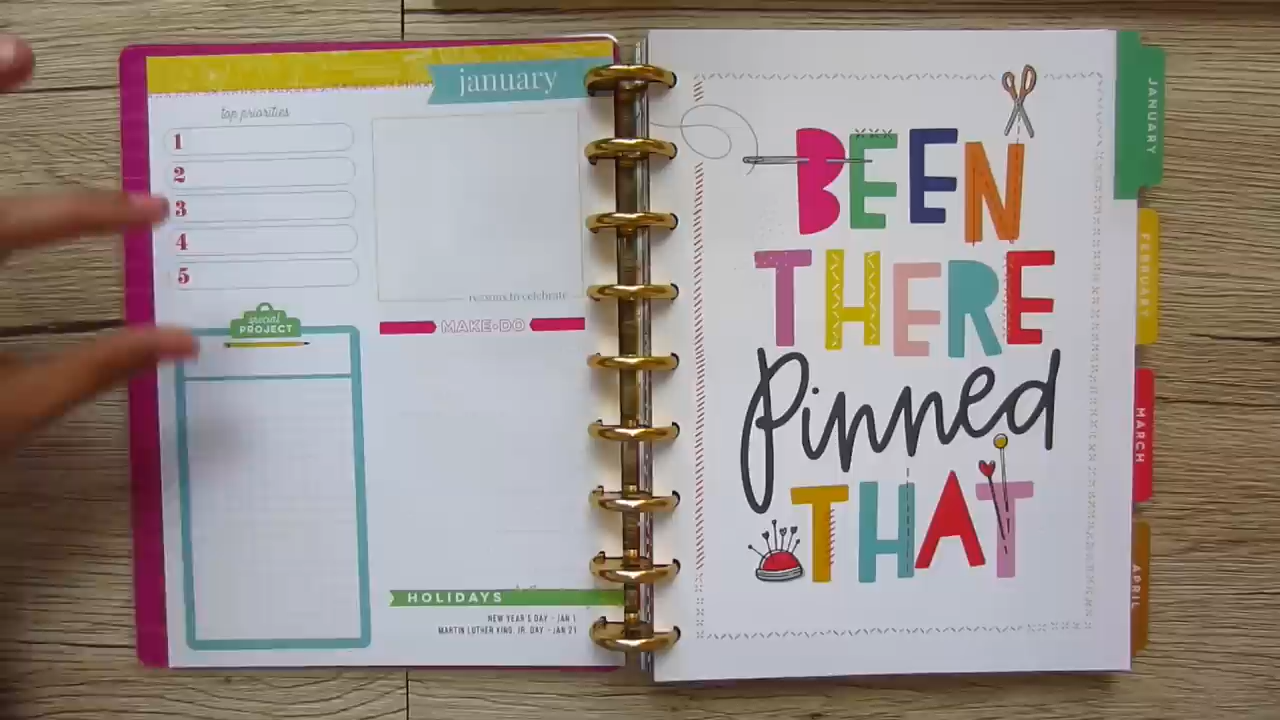 january
top priorities
1
2
3
4
5
reasons to celebrate
special
PROJECT
MAKE-DO
HOLIDAYS
NEW YEAR'S DAY - JAN 1
MARTIN LUTHER KING, JR. DAY - JAN 21
BEEN
THERE
Pinned
THAT
JANUARY
FEBRUARY
MARCH
APRIL